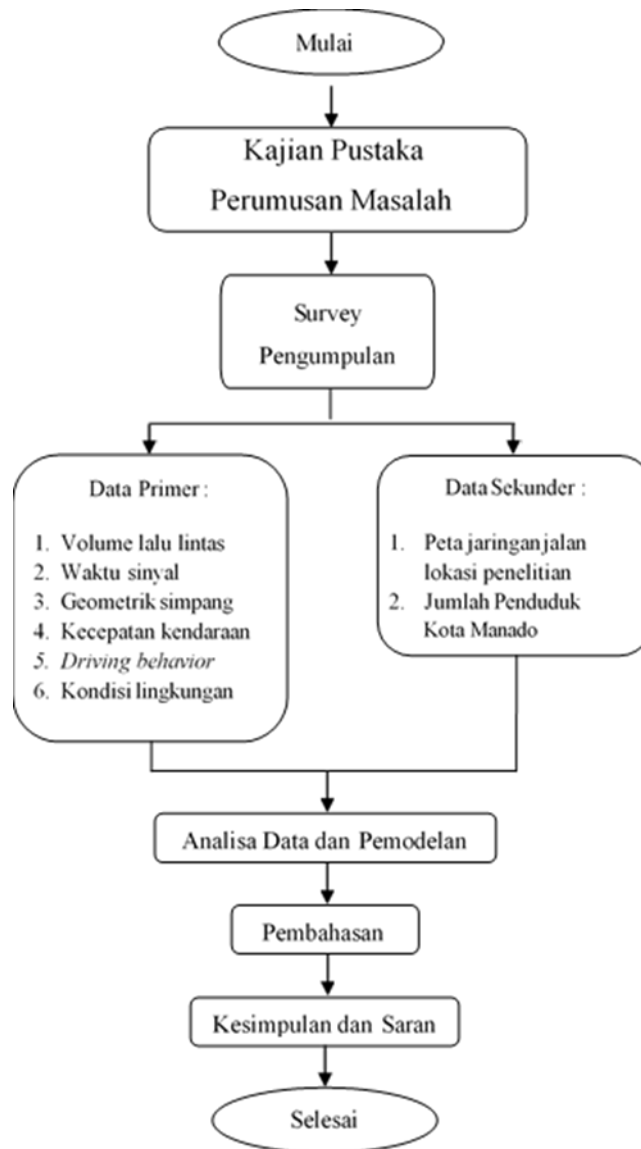 Mulai
Kajian Pustaka
Perumusan Masalah
Survey
Pengumpulan
Data Primer :
1. Volume lalu lintas
2. Waktu sinyal
3. Geometrik simpang
4. Kecepatan kendaraan
5. Driving behavior
6. Kondisi lingkungan
Data Sekunder :
1. Peta jaringan jalan
lokasi penelitian
2. Jumlah Penduduk
Kota Manado
Analisa Data dan Pemodelan
Pembahasan
Kesimpulan dan Saran
Selesai